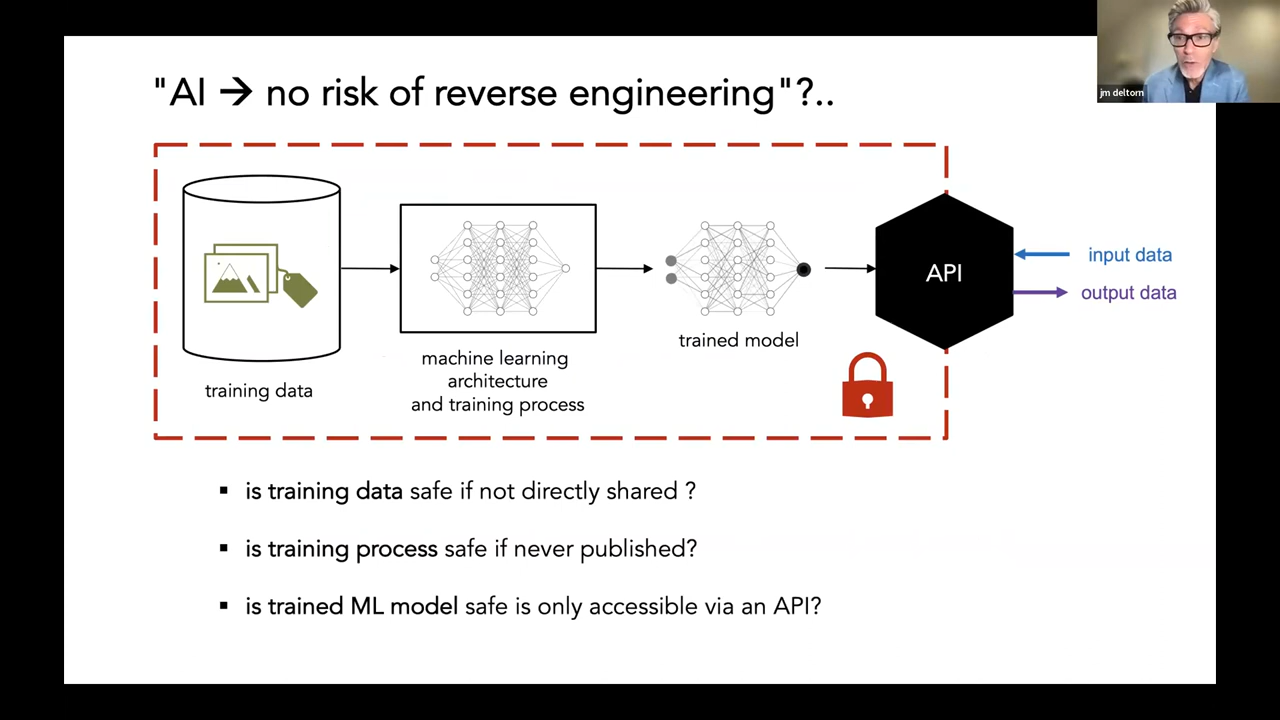 "AI → no risk of reverse engineering"?..
jm deltorn
API
input data
output data
training data
machine learning
architecture
and training process
trained model
▪ is training data safe if not directly shared ?
▪ is training process safe if never published?
▪ is trained ML model safe is only accessible via an API?